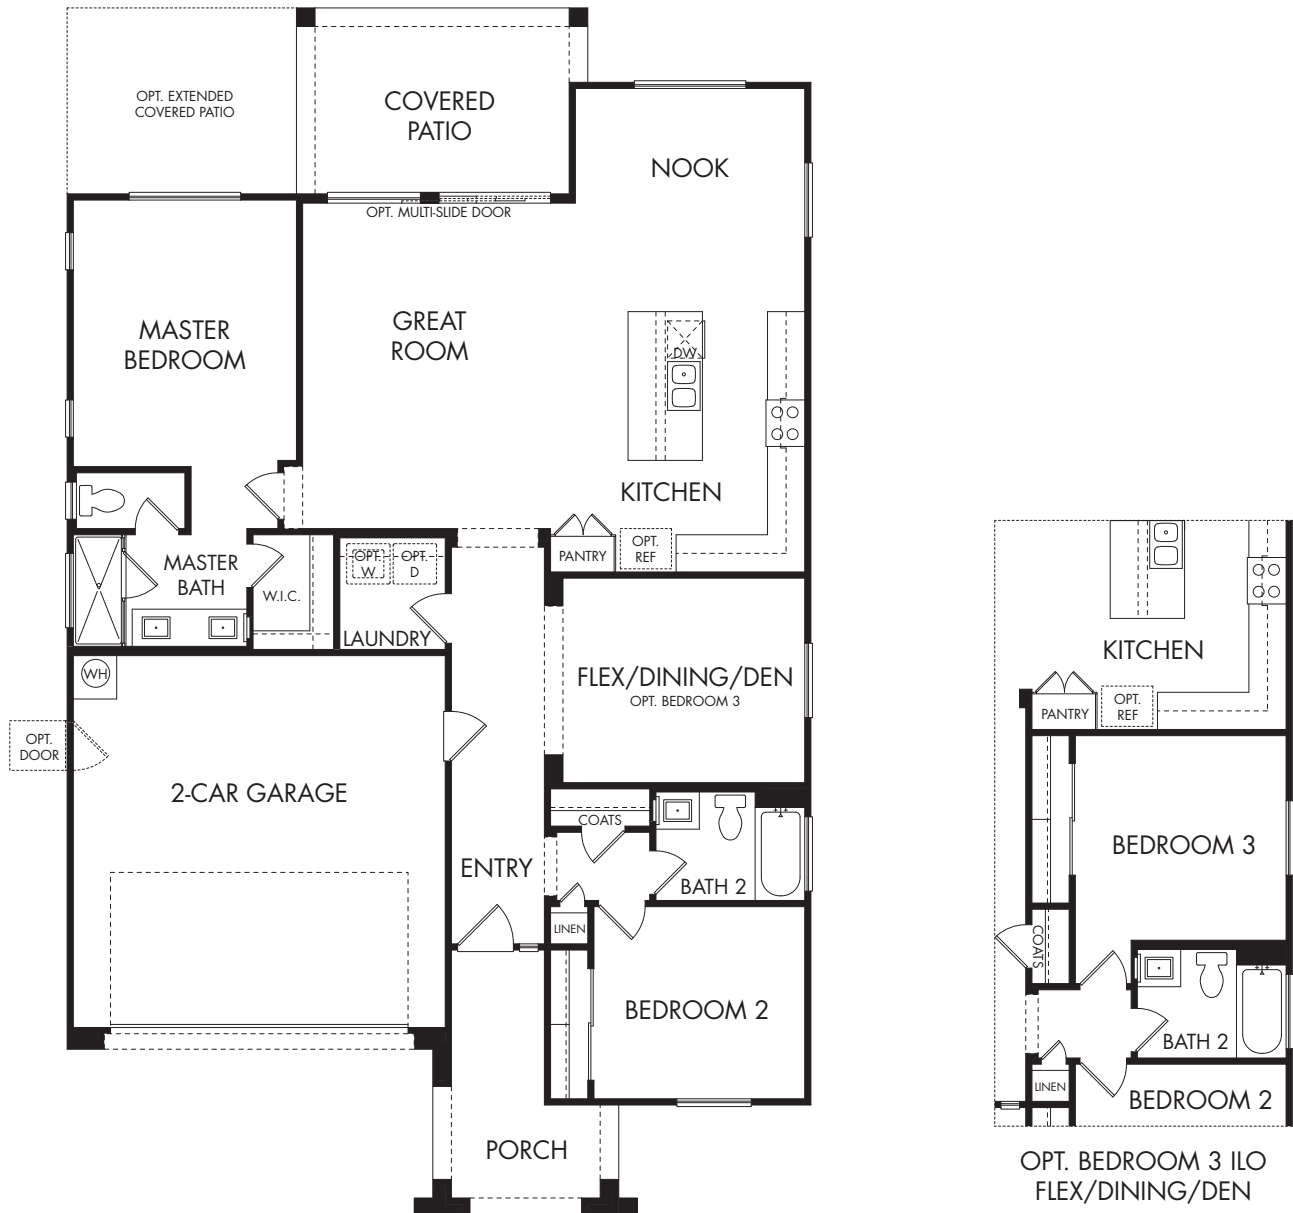 OPT. EXTENDED
COVERED PATIO
COVERED
PATIO
NOOK
OPT. MULTI-SLIDE DOOR
MASTER
BEDROOM
GREAT
ROOM
DW
KITCHEN
PANTRY
OPT.
REF
MASTER
BATH
W.I.C.
OPT.
W
OPT.
D
LAUNDRY
WH
OPT.
DOOR
FLEX/DINING/DEN
OPT. BEDROOM 3
2-CAR GARAGE
COATS
ENTRY
BATH 2
LINEN
BEDROOM 2
PORCH
KITCHEN
PANTRY
OPT.
REF
BEDROOM 3
COATS
BATH 2
LINEN
BEDROOM 2
OPT. BEDROOM 3 ILO
FLEX/DINING/DEN